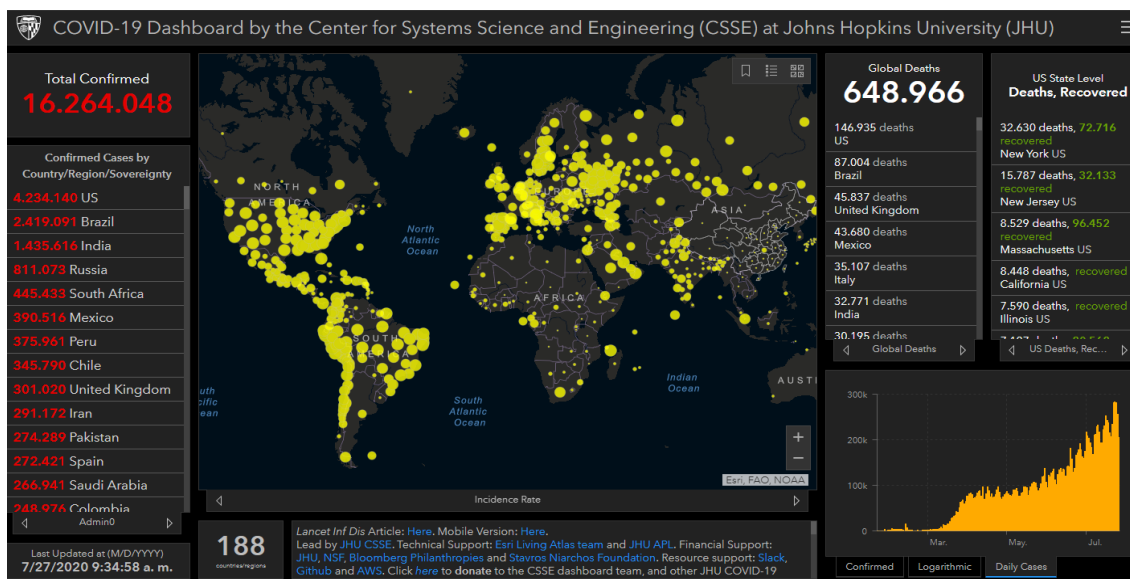 COVID-19 Dashboard by the Center for Systems Science and Engineering (CSSE) at Johns Hopkins University (JHU)
Total Confirmed
16.264.048
Confirmed Cases by
Country/Region/Sovereignty
4.234.140 US
2.419.091 Brazil
1.435.616 India
811.073 Russia
445.433 South Africa
390.516 Mexico
375.961 Peru
345.790 Chile
301.020 United Kingdom
291.172 Iran
274.289 Pakistan
272.421 Spain
266.941 Saudi Arabia
248.976 Colombia
Admin0
Last Updated at (M/D/YYYY)
7/27/2020 9:34:58 a. m.
NORTH
AMERICA
North
Atlantic
Ocean
EUROPE
ASIA
AFRICA
SOUTH
AMERICA
South
Atlantic
Ocean
Indian
Ocean
AUSTI
uth
cific
ean
+
−
Esri, FAO, NOAA
Incidence Rate
188
countries/regions
Lancet Inf Dis Article: Here. Mobile Version: Here.
Lead by JHU CSSE. Technical Support: Esri Living Atlas team and JHU APL. Financial Support:
JHU, NSF, Bloomberg Philanthropies and Stavros Niarchos Foundation. Resource support: Slack,
Github and AWS. Click here to donate to the CSSE dashboard team, and other JHU COVID-19
Global Deaths
648.966
146.935 deaths
US
87.004 deaths
Brazil
45.837 deaths
United Kingdom
43.680 deaths
Mexico
35.107 deaths
Italy
32.771 deaths
India
30.195 deaths
Global Deaths
US State Level
Deaths, Recovered
32.630 deaths, 72.716
recovered
New York US
15.787 deaths, 32.133
recovered
New Jersey US
8.529 deaths, 96.452
recovered
Massachusetts US
8.448 deaths, recovered
California US
7.590 deaths, recovered
Illinois US
US Deaths, Rec...
300k
200k
100k
0
Mar.
May.
Jul.
Confirmed
Logarithmic
Daily Cases